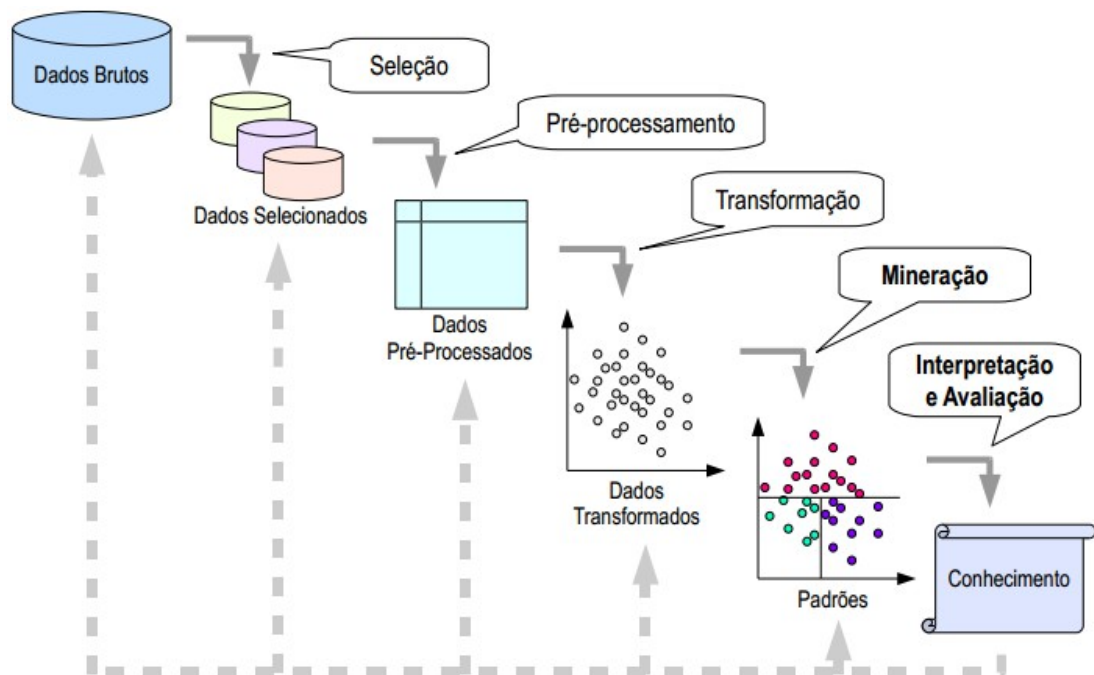 Dados Brutos
Seleção
Dados Selecionados
Pré-processamento
Dados
Pré-Processados
Transformação
Dados
Transformados
Mineração
Padrões
Interpretação
e Avaliação
Conhecimento